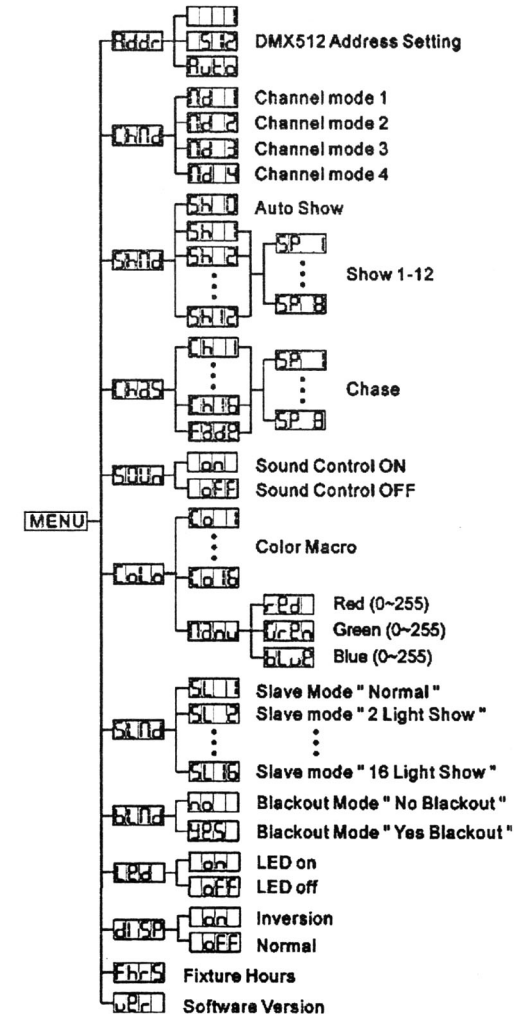 1
Addr 512 DMX512 Address Setting
Auto
Md 1 Channel mode 1
ChMd Md 2 Channel mode 2
Md 3 Channel mode 3
Md 4 Channel mode 4
Sh 0 Auto Show
Sh 1 SP 1
ShMd Sh 2 Show 1-12
Sh12 SP 8
Ch 1 SP 1
ChaS Chase
Ch16
Fade SP 8
SoUn on Sound Control ON
oFF Sound Control OFF
MENU
Co 1
CoLo Color Macro
Co16
rEd Red (0~255)
Manu GrEn Green (0~255)
bLuE Blue (0~255)
SL 1 Slave Mode " Normal "
SLMd SL 2 Slave mode " 2 Light Show "
SL16 Slave mode " 16 Light Show "
bLMd no Blackout Mode " No Blackout "
yES Blackout Mode " Yes Blackout "
LEd on LED on
oFF LED off
diSP on Inversion
oFF Normal
FhrS Fixture Hours
vEr Software Version